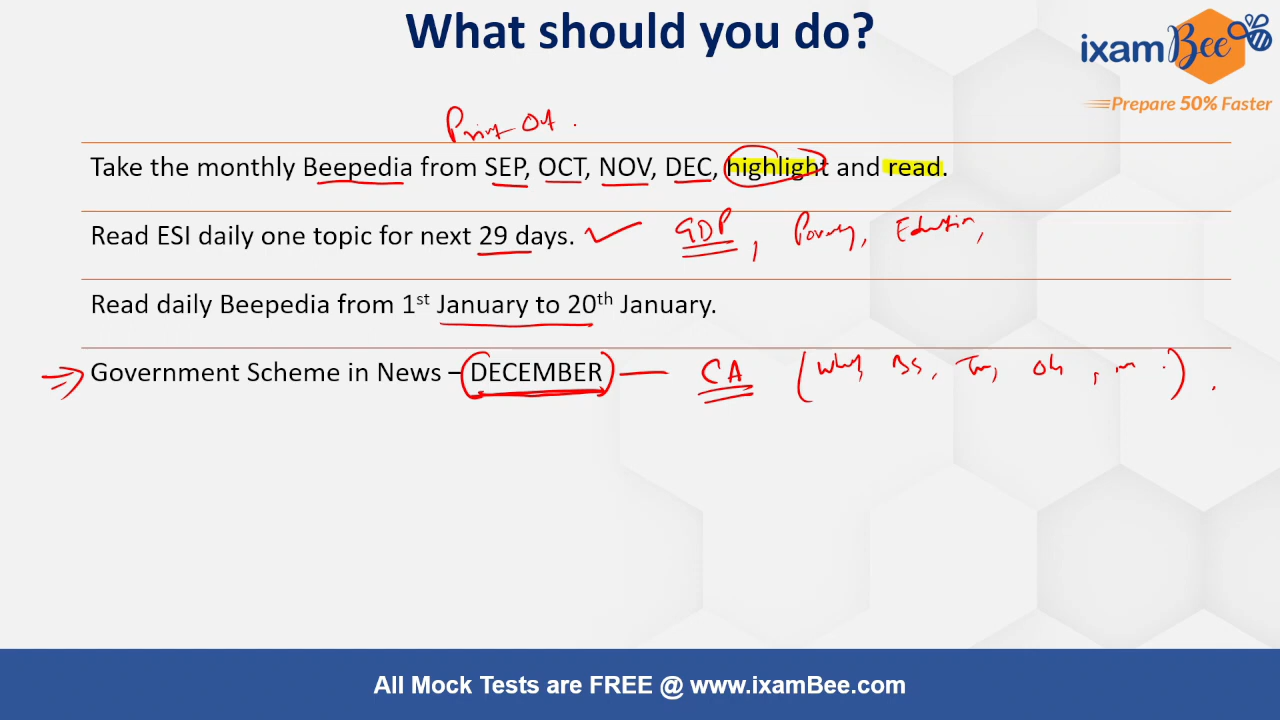 What should you do?
ixamBee
Prepare 50% Faster
Print Out.
Take the monthly Beepedia from SEP, OCT, NOV, DEC, highlight and read.
Read ESI daily one topic for next 29 days. GDP, Poverty, Education,
Read daily Beepedia from 1st January to 20th January.
Government Scheme in News – DECEMBER — CA
All Mock Tests are FREE @ www.ixamBee.com